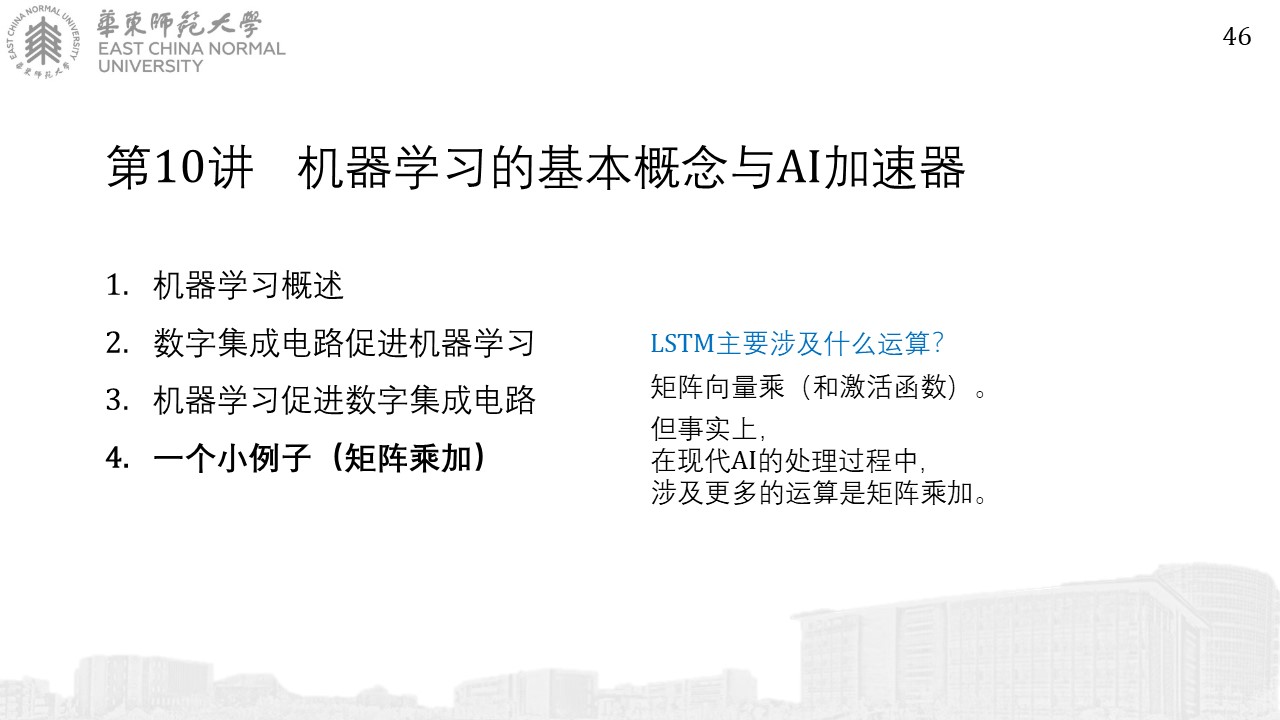 EAST CHINA NORMAL UNIVERSITY
華東師範大學
華東師範大學
EAST CHINA NORMAL
UNIVERSITY
46
第10讲 机器学习的基本概念与AI加速器
1. 机器学习概述
2. 数字集成电路促进机器学习
3. 机器学习促进数字集成电路
4. 一个小例子（矩阵乘加）
LSTM主要涉及什么运算？
矩阵向量乘（和激活函数）。
但事实上，
在现代AI的处理过程中，
涉及更多的运算是矩阵乘加。